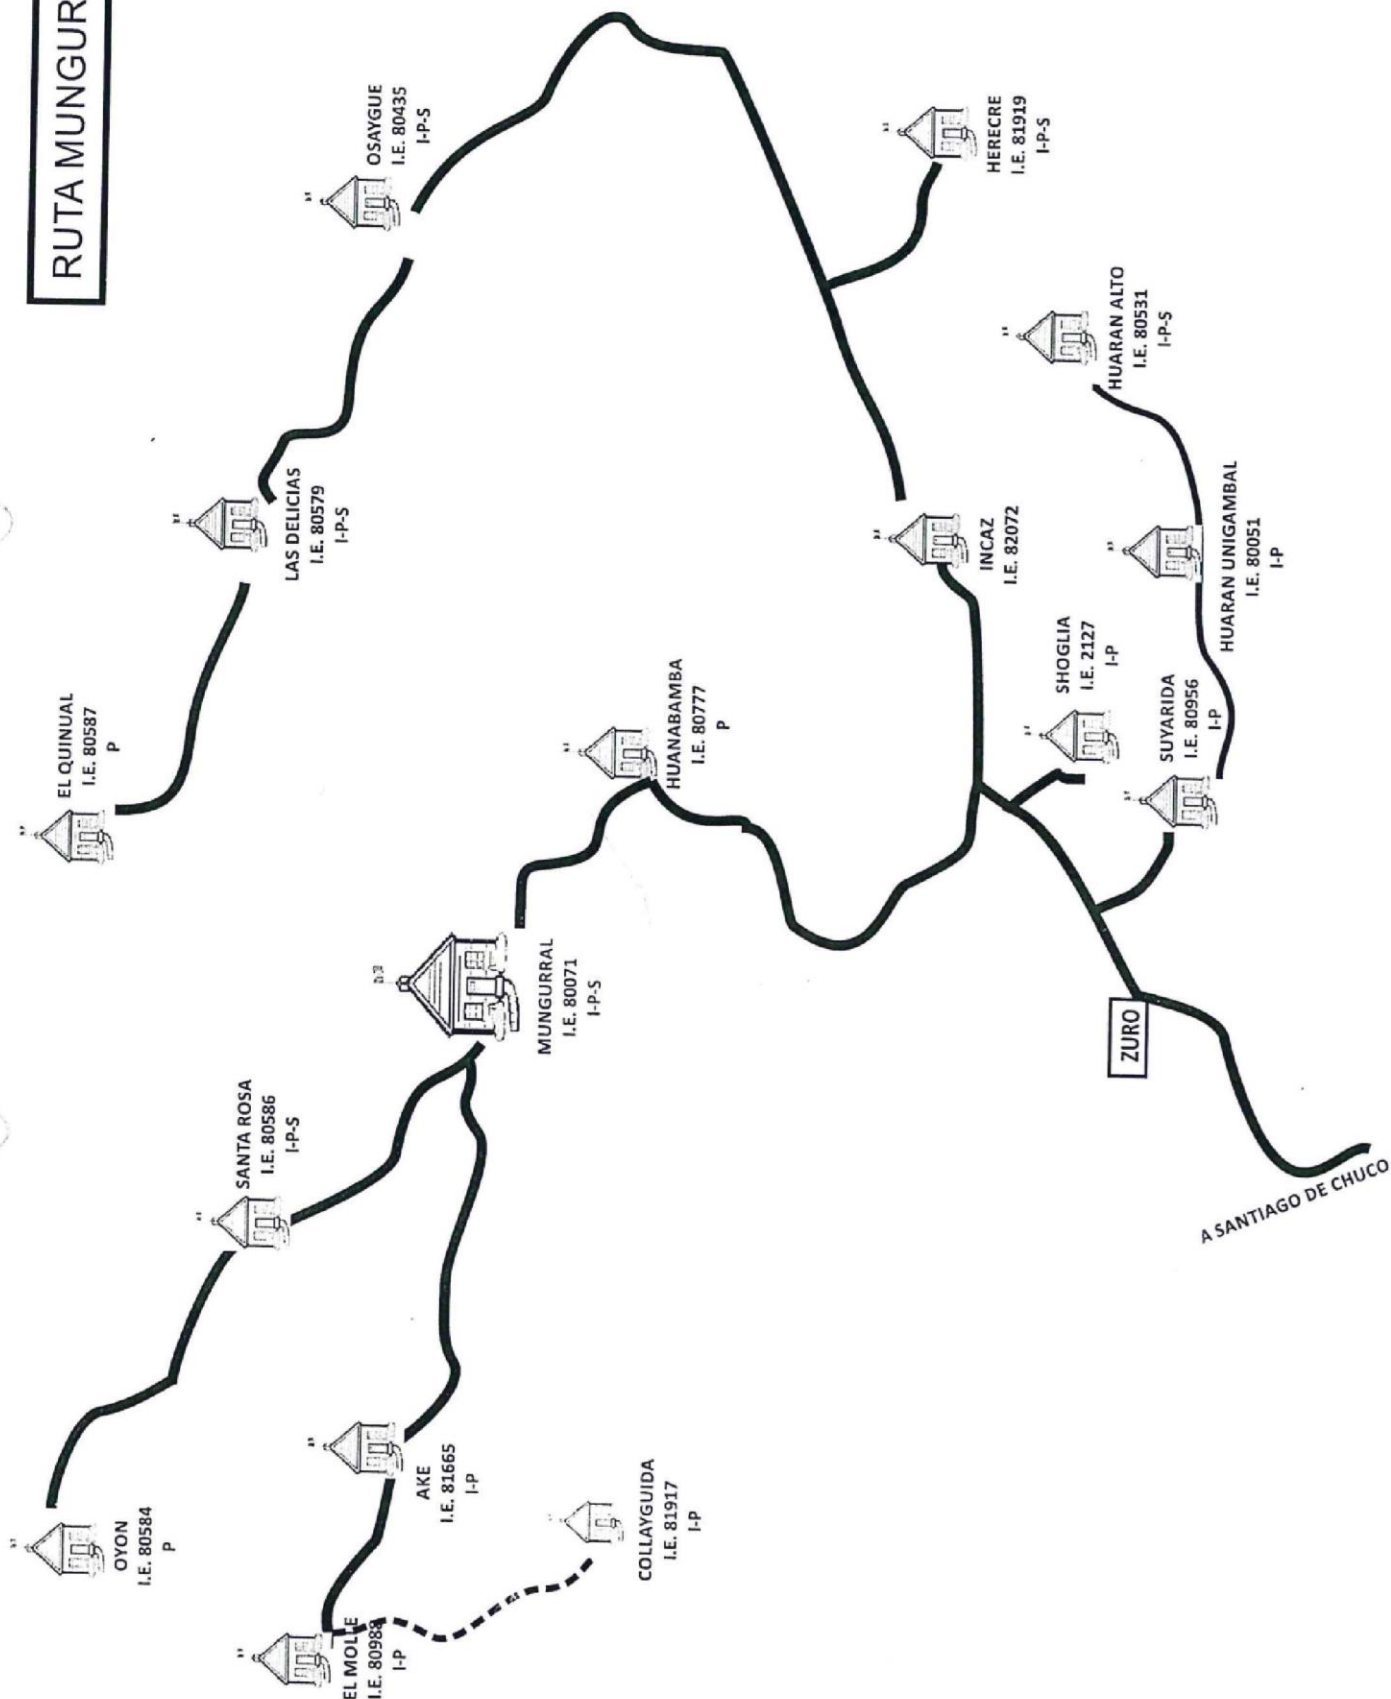 RUTA MUNGUR
OSAYGUE
I.E. 80435
I-P-S
HERECRE
I.E. 81919
I-P-S
HUARAN ALTO
I.E. 80531
I-P-S
LAS DELICIAS
I.E. 80579
I-P-S
INCAZ
I.E. 82072
HUARAN UNIGAMBAL
I.E. 80051
I-P
EL QUINUAL
I.E. 80587
P
HUANABAMBA
I.E. 80777
P
SHOGLIA
I.E. 2127
I-P
SUYARIDA
I.E. 80956
I-P
MUNGURRAL
I.E. 80071
I-P-S
ZURO
SANTA ROSA
I.E. 80586
I-P-S
A SANTIAGO DE CHUCO
OYON
I.E. 80584
P
AKE
I.E. 81665
I-P
COLLAYGUIDA
I.E. 81917
I-P
EL MOLLE
I.E. 80988
I-P